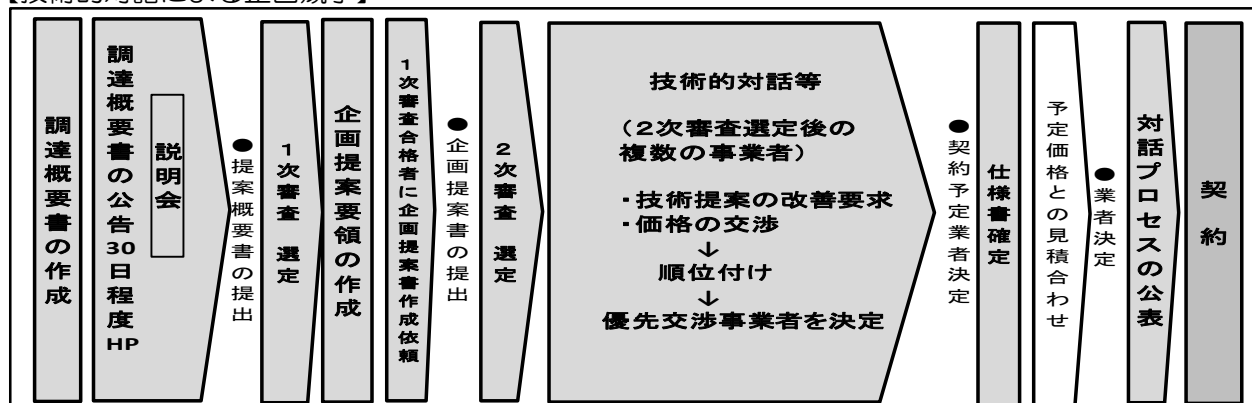 【技術的対話による企画競争】
調達概要書の作成
調達概要書の公告30日程度HP
説明会
●提案概要書の提出
1次審査 選定
企画提案要領の作成
1次審査合格者に企画提案書作成依頼
●企画提案書の提出
2次審査 選定
技術的対話等
（2次審査選定後の
複数の事業者）
・技術提案の改善要求
・価格の交渉
↓
順位付け
↓
優先交渉事業者を決定
●契約予定業者決定
仕様書確定
予定価格との見積合わせ
●業者決定
対話プロセスの公表
契約